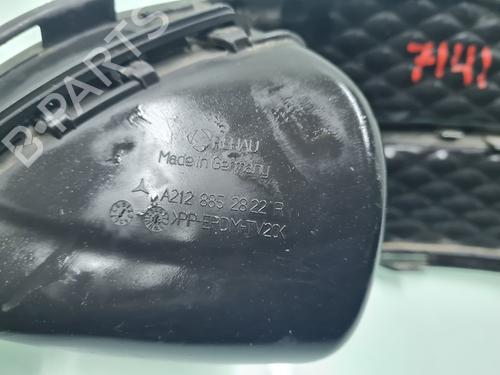 B-PARTS
7141
REHAU
Made in Germany
A212 885 28 22 R
>PP-EPDM-TV20<